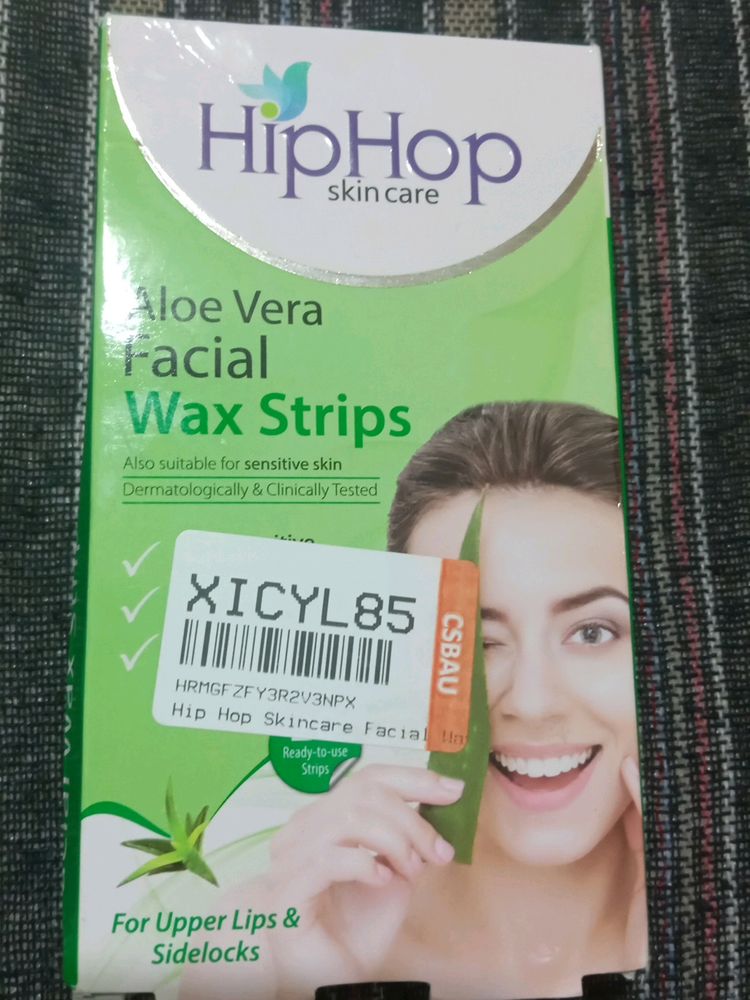 HipHop
skin care
Aloe Vera
Facial
Wax Strips
Also suitable for sensitive skin
Dermatologically & Clinically Tested
XICYL85
CSBAU
HRMGFZFY3R2V3NPX
Hip Hop Skincare Facial
Ready-to-use
Strips
For Upper Lips &
Sidelocks